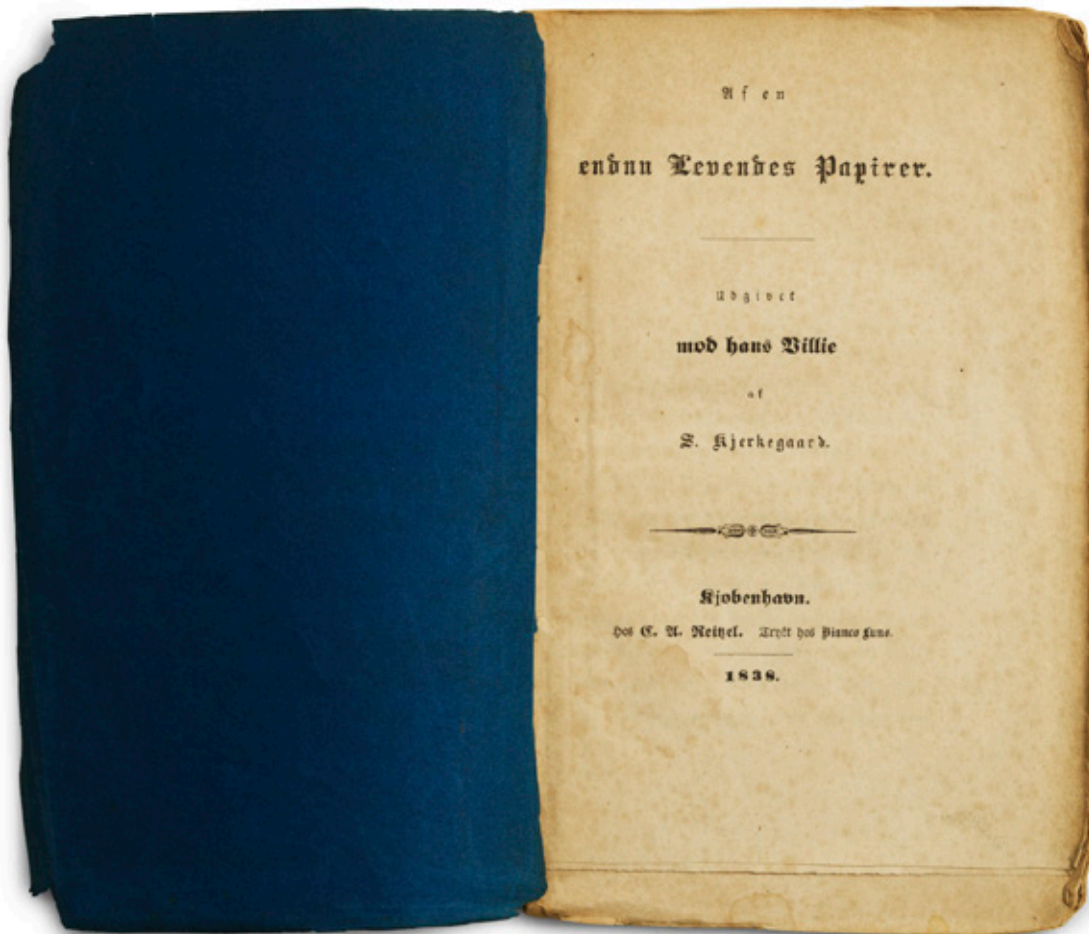 Af en
endnu Levendes Papirer.
Udgivet
mod hans Villie
af
S. Kjerkegaard.
Kjøbenhavn.
Hos C. A. Reitzel. Trykt hos Bianco Luno.
1838.